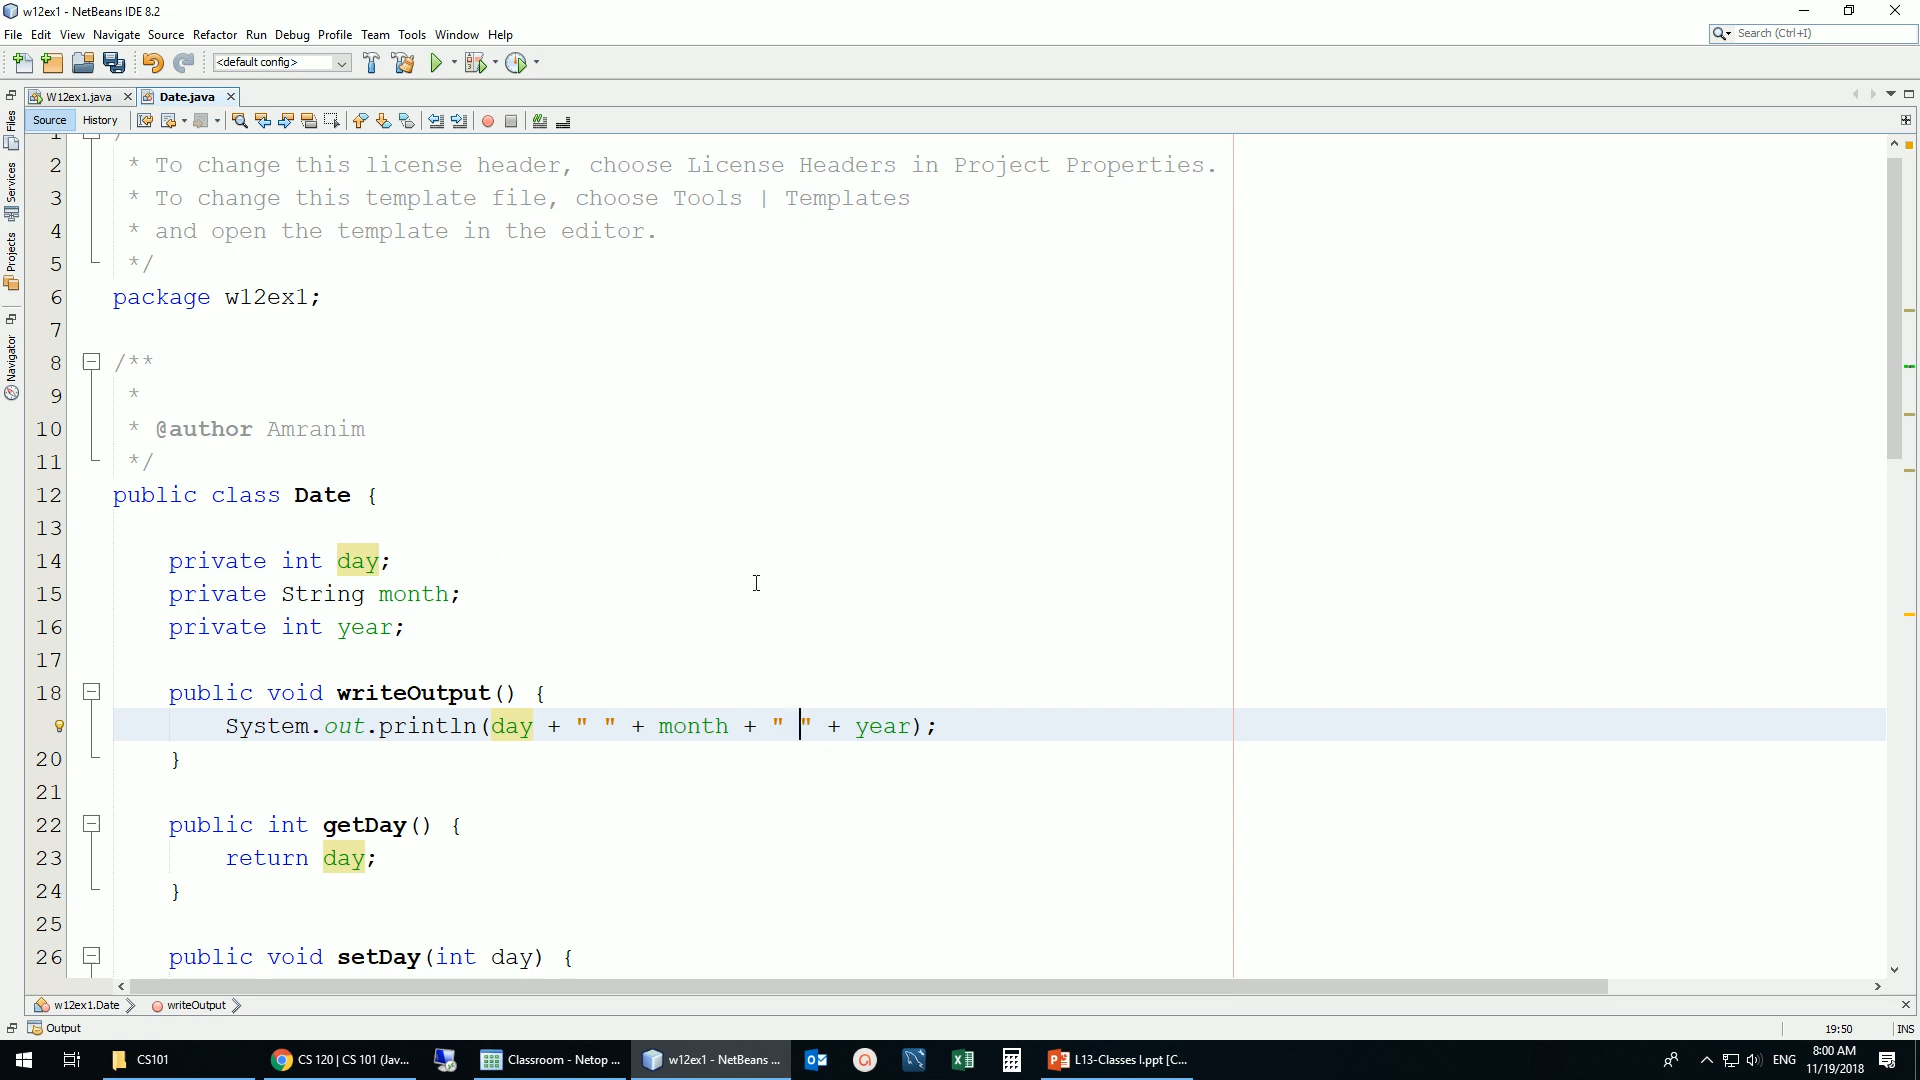 w12ex1 - NetBeans IDE 8.2
File Edit View Navigate Source Refactor Run Debug Profile Team Tools Window Help
Search (Ctrl+I)
<default config>
W12ex1.java Date.java
Source History
Files
Services
Projects
Navigator
2 * To change this license header, choose License Headers in Project Properties.
3 * To change this template file, choose Tools | Templates
4 * and open the template in the editor.
5 */
6 package w12ex1;
7
8 /**
9 *
10 * @author Amranim
11 */
12 public class Date {
13
14 private int day;
15 private String month;
16 private int year;
17
18 public void writeOutput() {
System.out.println(day + " " + month + " " + year);
20 }
21
22 public int getDay() {
23 return day;
24 }
25
26 public void setDay(int day) {
w12ex1.Date writeOutput
Output
19:50 INS
CS101 CS 120 | CS 101 (Jav... Classroom - Netop ... w12ex1 - NetBeans ... L13-Classes I.ppt [C... ENG 8:00 AM
11/19/2018